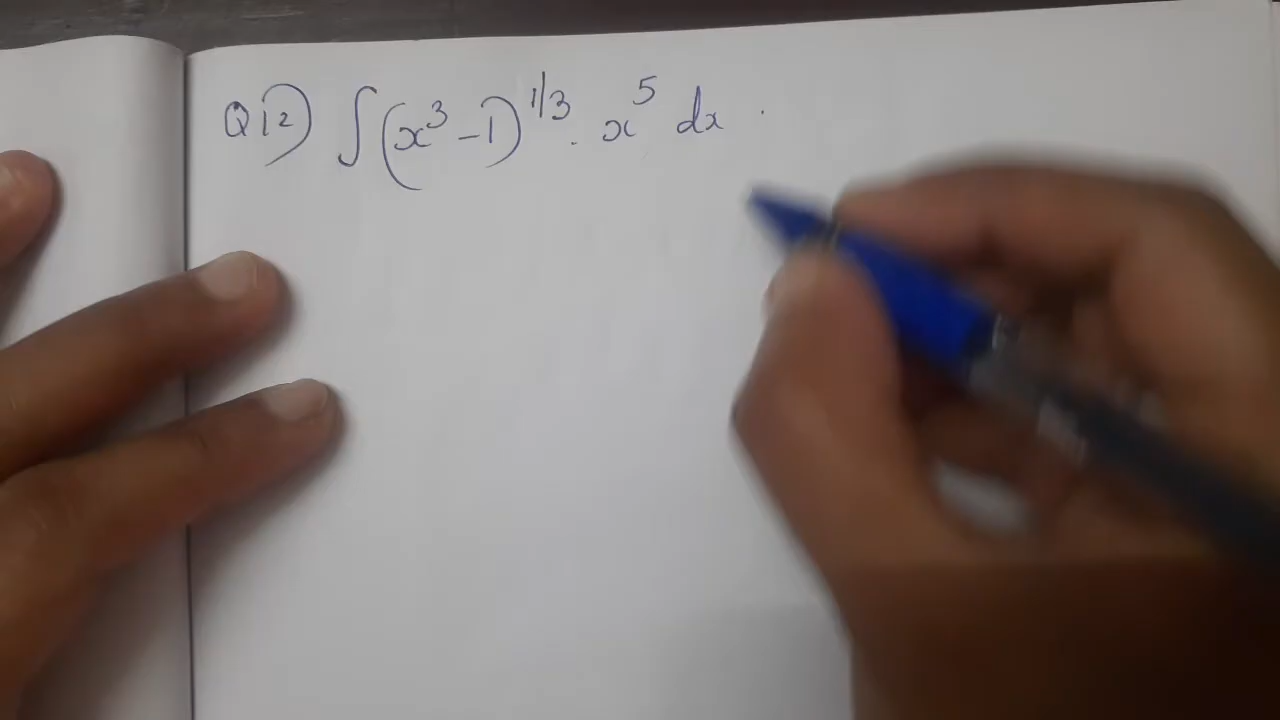 Q12) ∫(x³-1)^1/3 . x⁵ dx .